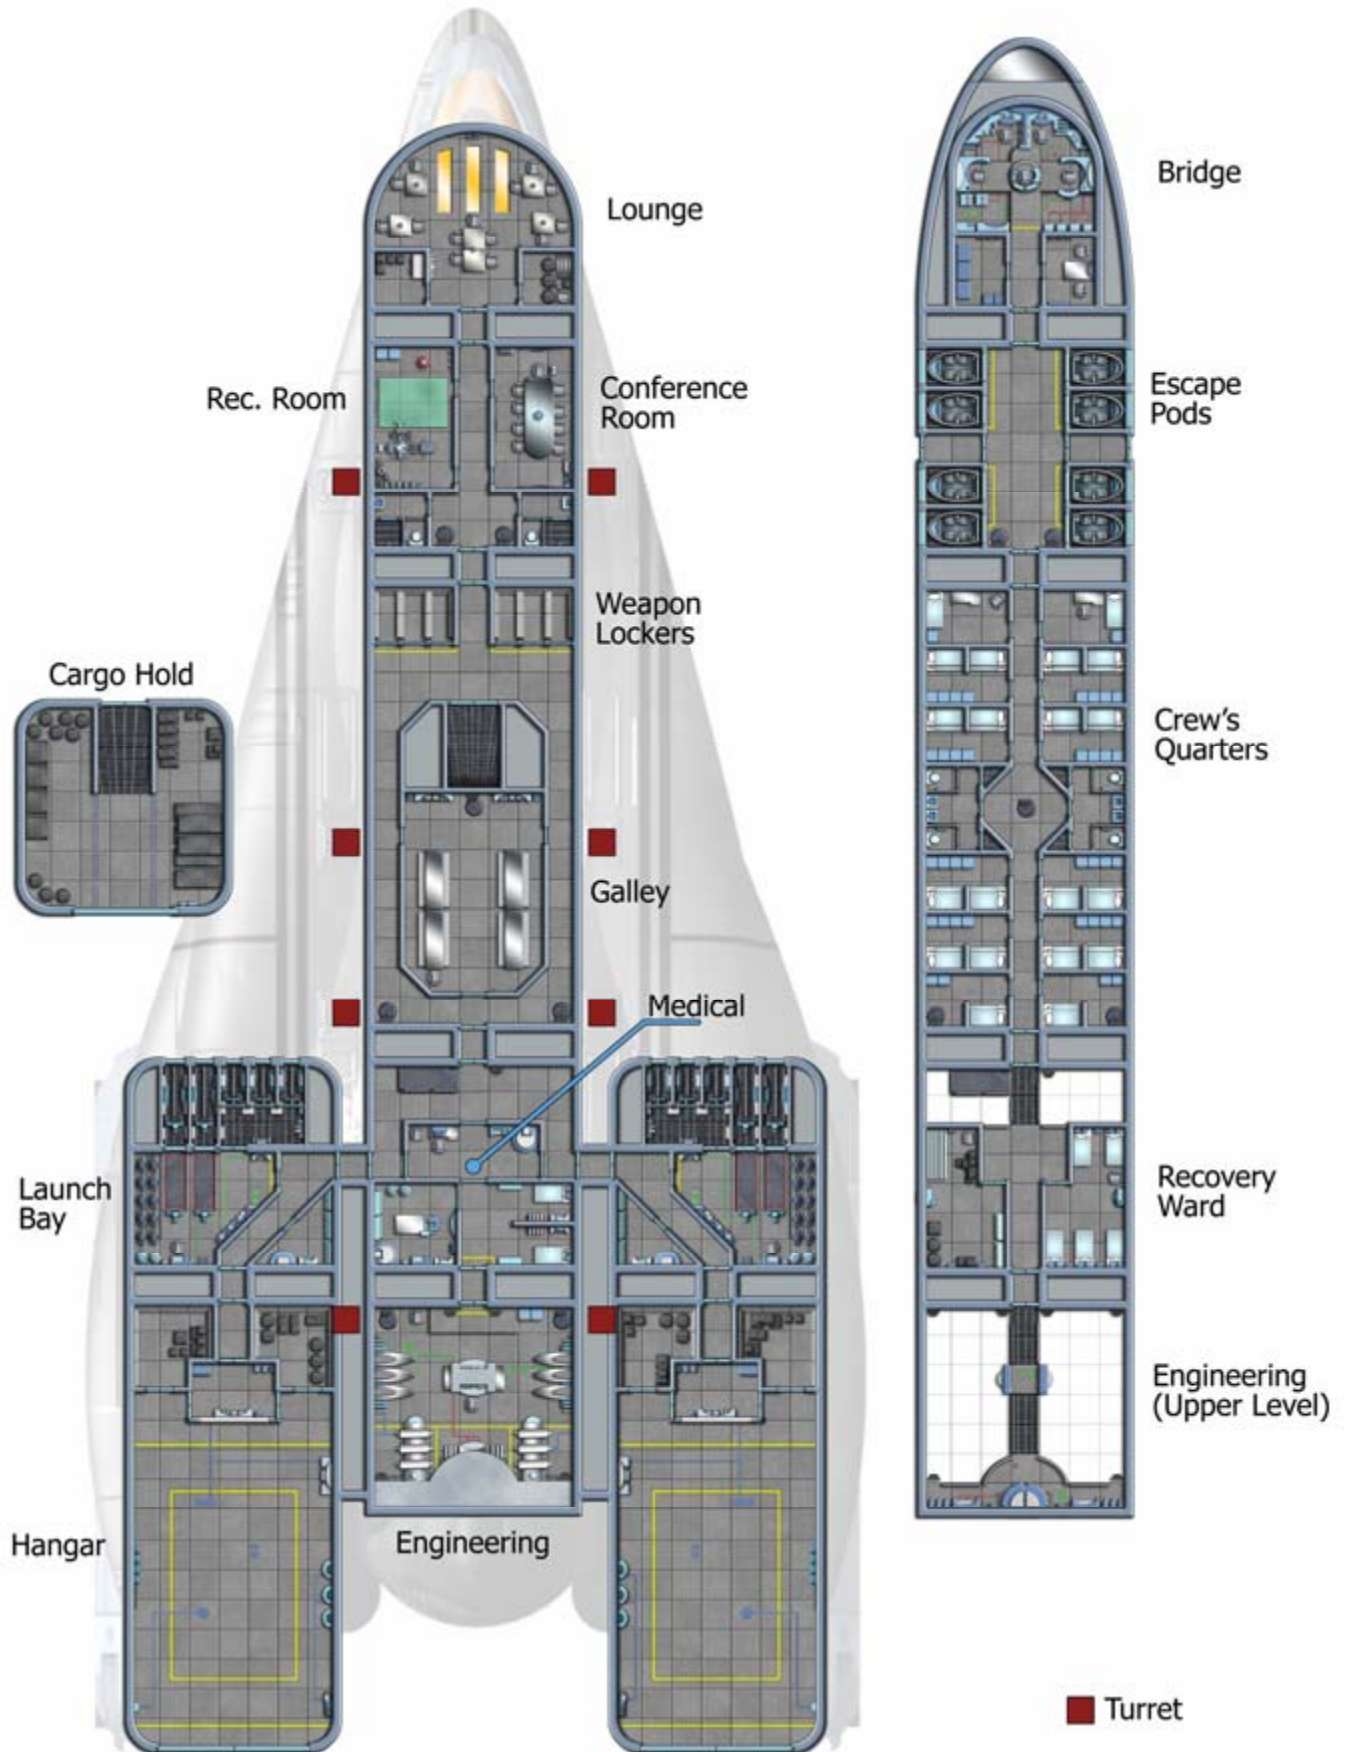 Bridge
Lounge
Rec. Room
Conference
Room
Escape
Pods
Weapon
Lockers
Cargo Hold
Crew's
Quarters
Galley
Medical
Launch
Bay
Recovery
Ward
Engineering
(Upper Level)
Hangar
Engineering
Turret